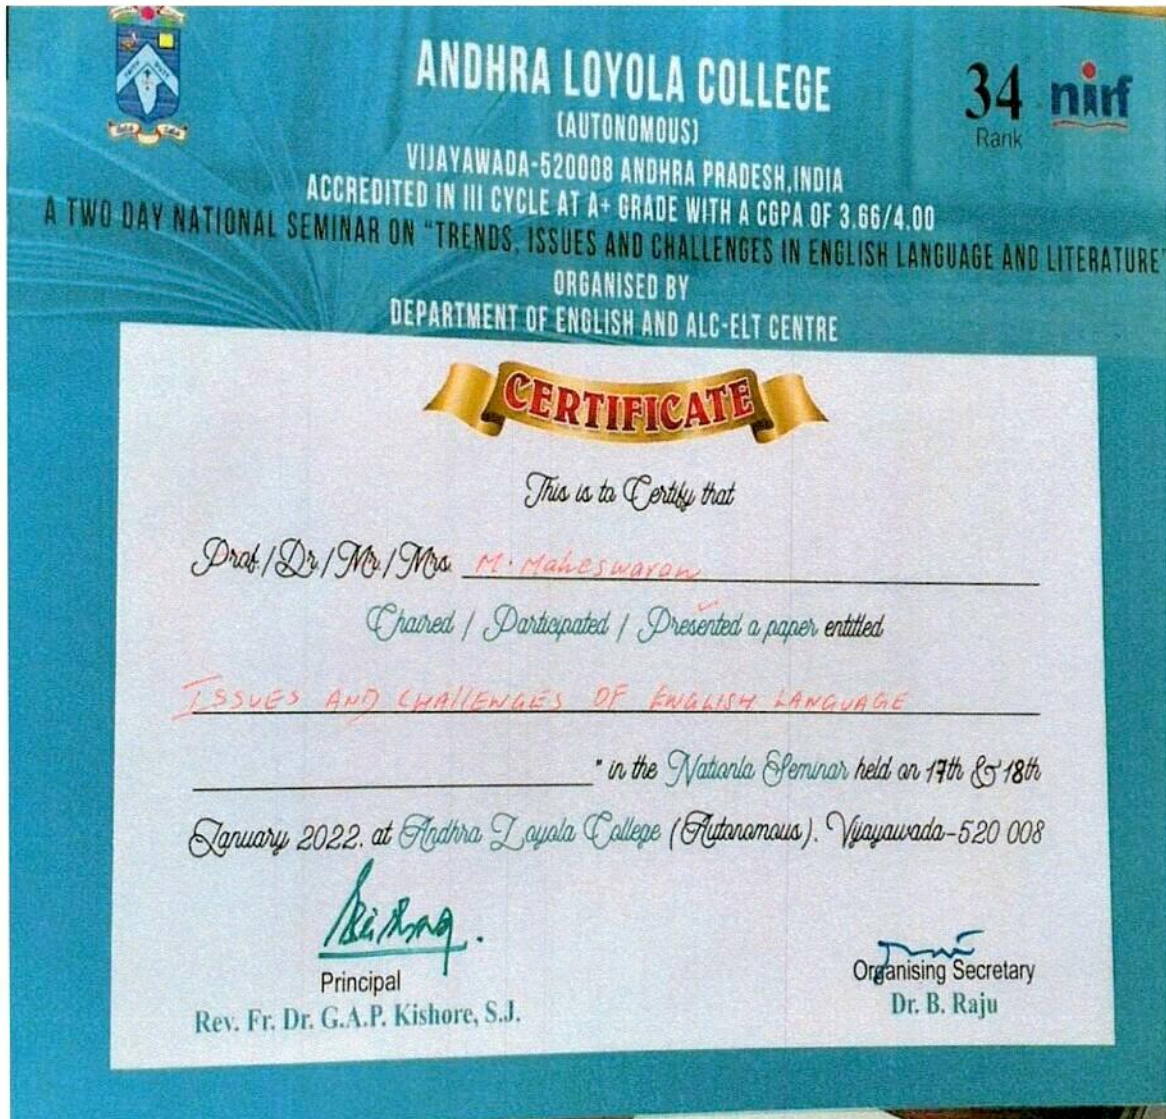 ANDHRA LOYOLA COLLEGE
(AUTONOMOUS)
34
Rank
nirf
VIJAYAWADA-520008 ANDHRA PRADESH,INDIA
ACCREDITED IN III CYCLE AT A+ GRADE WITH A CGPA OF 3.66/4.00
A TWO DAY NATIONAL SEMINAR ON "TRENDS, ISSUES AND CHALLENGES IN ENGLISH LANGUAGE AND LITERATURE"
ORGANISED BY
DEPARTMENT OF ENGLISH AND ALC-ELT CENTRE
CERTIFICATE
This is to Certify that
Prof./Dr./Mr./Mrs. M. Maheswaran
Chaired / Participated / Presented a paper entitled
ISSUES AND CHALLENGES OF ENGLISH LANGUAGE
" in the Nationla Seminar held on 17th & 18th
January 2022. at Andhra Loyola College (Autonomous). Vijayawada-520 008
Principal
Rev. Fr. Dr. G.A.P. Kishore, S.J.
Organising Secretary
Dr. B. Raju